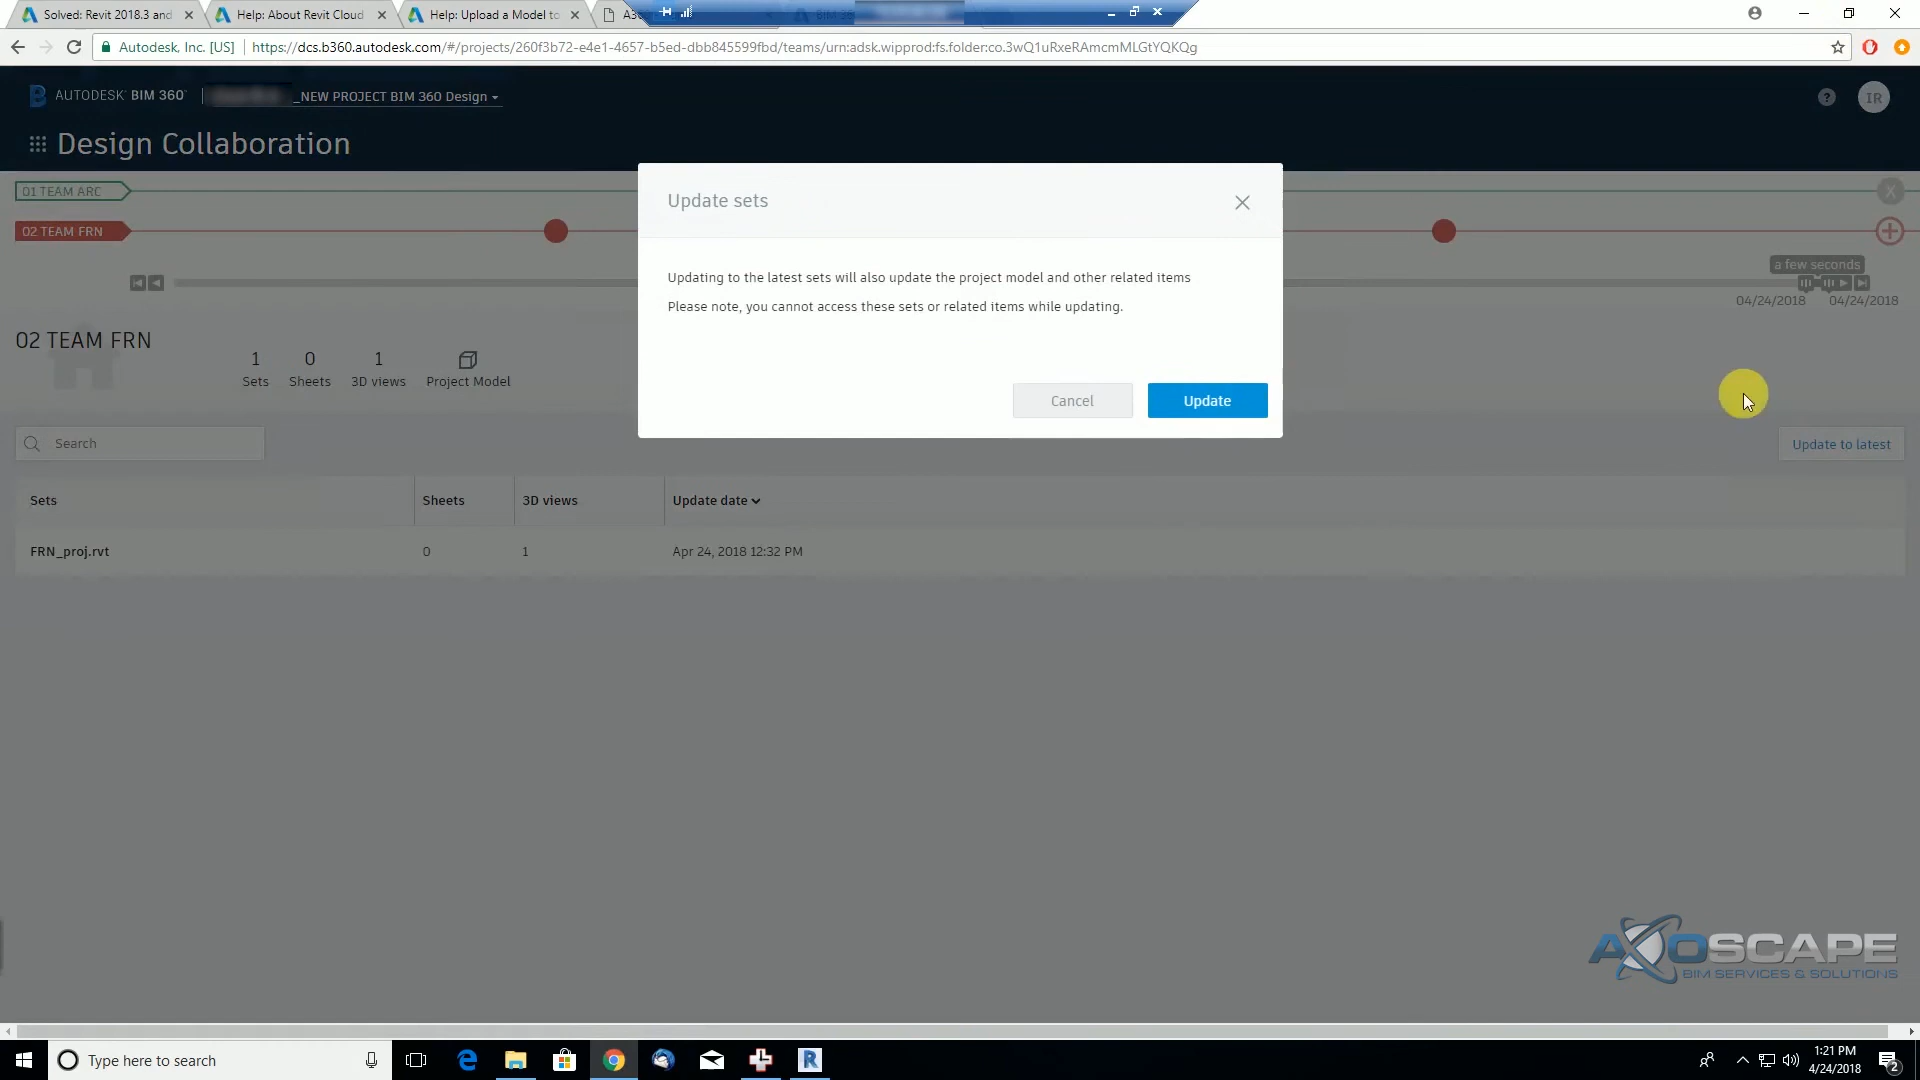 Solved: Revit 2018.3 and
Help: About Revit Cloud
Help: Upload a Model to
Autodesk, Inc. [US]
https://dcs.b360.autodesk.com/#/projects/260f3b72-e4e1-4657-b5ed-dbb845599fbd/teams/urn:adsk.wipprod:fs.folder:co.3wQ1uRxeRAmcmMLGtYQKQg
AUTODESK BIM 360
_NEW PROJECT BIM 360 Design
IR
Design Collaboration
01 TEAM ARC
X
02 TEAM FRN
Update sets
Updating to the latest sets will also update the project model and other related items
Please note, you cannot access these sets or related items while updating.
Cancel
Update
a few seconds
04/24/2018
04/24/2018
02 TEAM FRN
1
0
1
Sets
Sheets
3D views
Project Model
Search
Update to latest
Sets
Sheets
3D views
Update date
FRN_proj.rvt
0
1
Apr 24, 2018 12:32 PM
AXOSCAPE
BIM SERVICES & SOLUTIONS
Type here to search
1:21 PM
4/24/2018
2